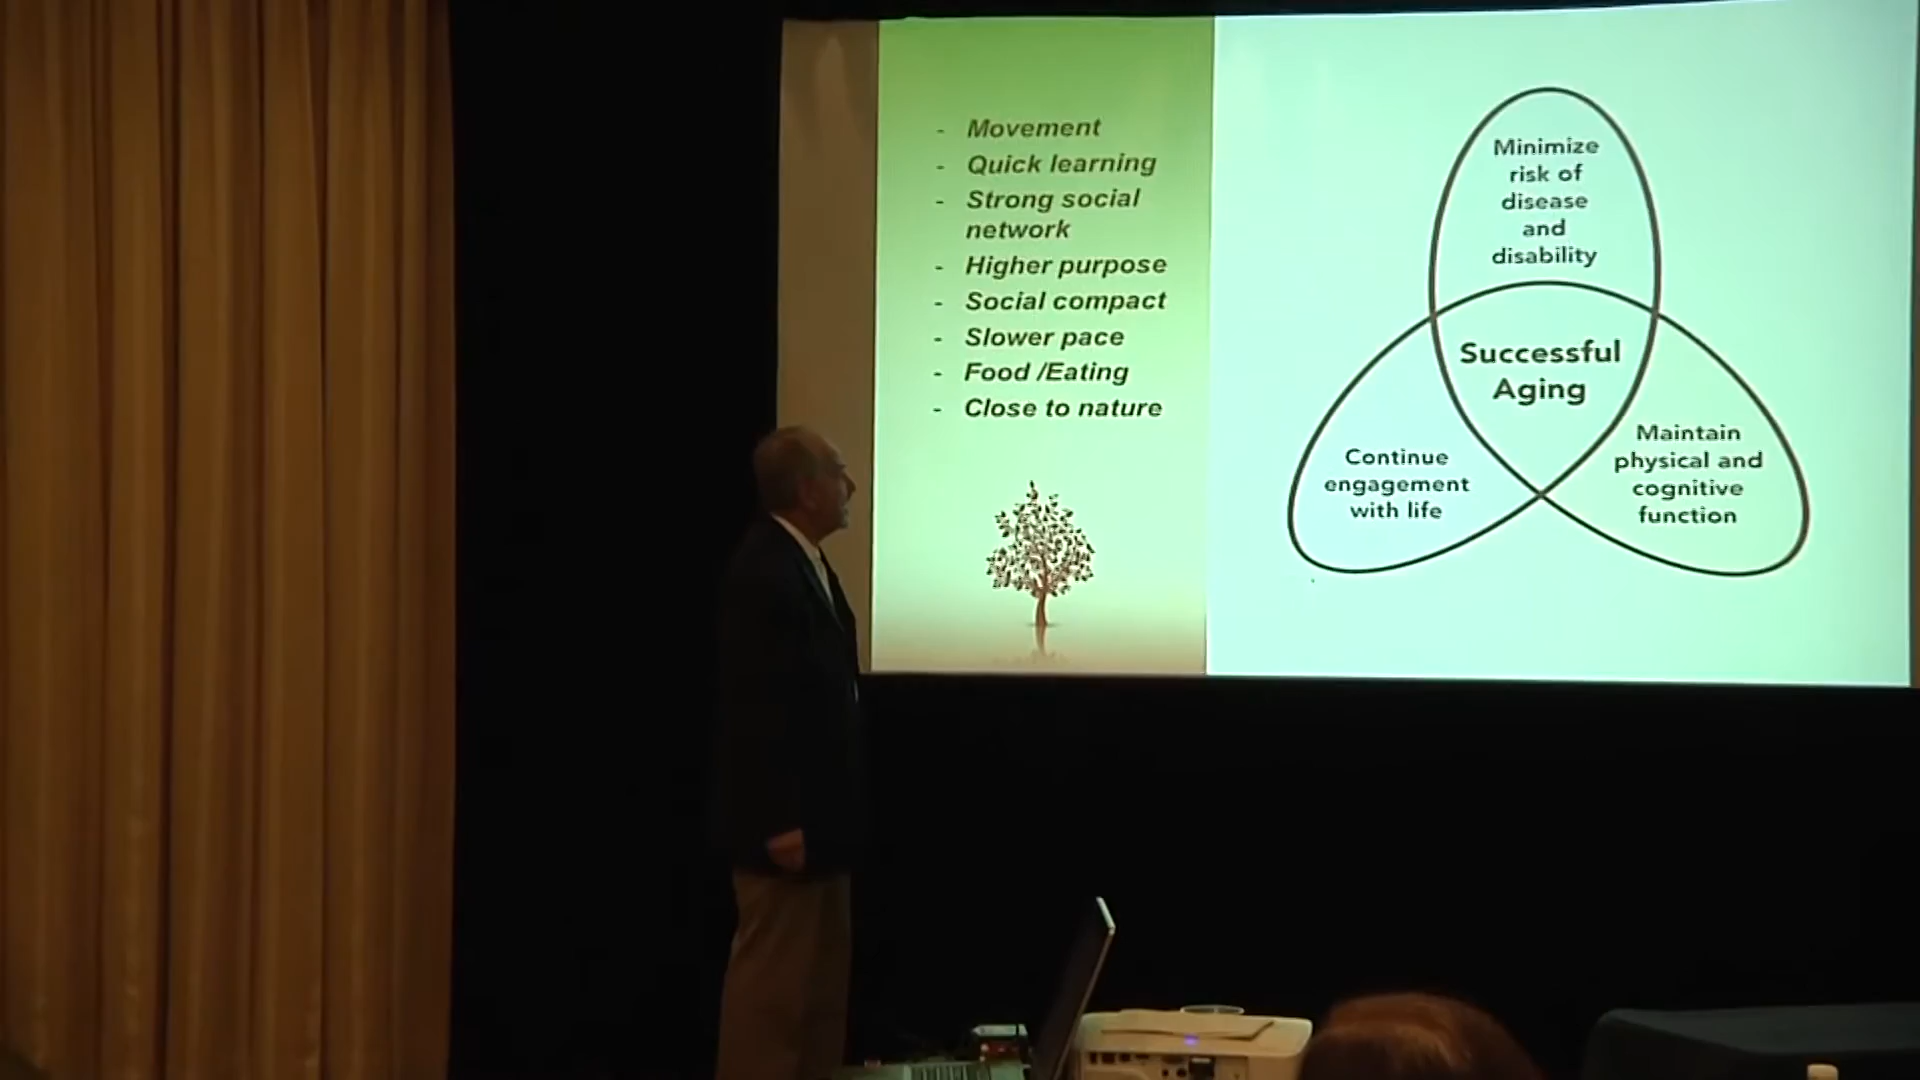 - Movement
- Quick learning
- Strong social
network
- Higher purpose
- Social compact
- Slower pace
- Food /Eating
- Close to nature
Minimize
risk of
disease
and
disability
Successful
Aging
Continue
engagement
with life
Maintain
physical and
cognitive
function